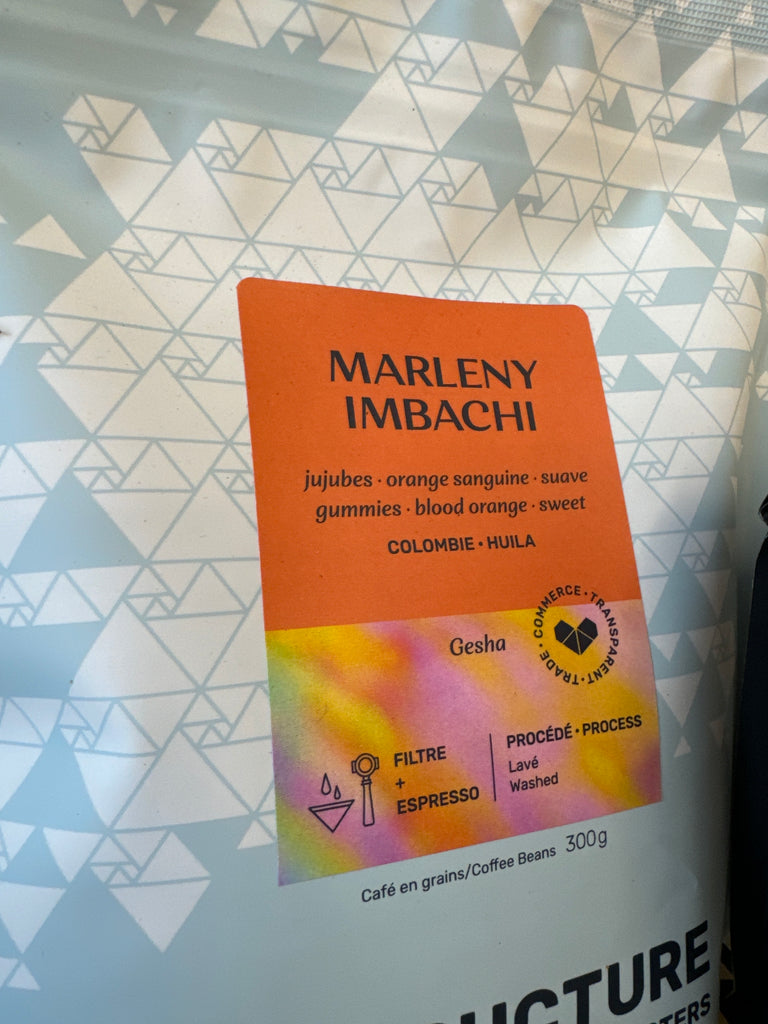 MARLENY
IMBACHI
jujubes · orange sanguine · suave
gummies · blood orange · sweet
COLOMBIE · HUILA
Gesha
COMMERCE · TRANSPARENT · TRADE ·
FILTRE
+
ESPRESSO
PROCÉDÉ · PROCESS
Lavé
Washed
Café en grains/Coffee Beans 300g